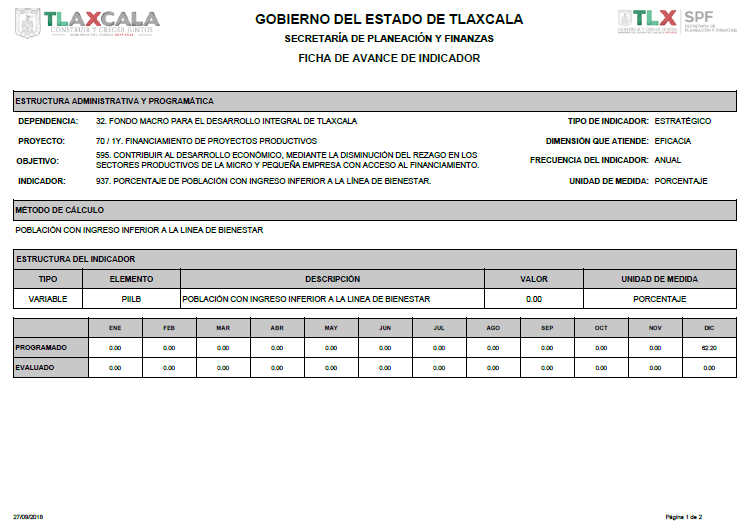 TLAXCALA
CONSTRUIR Y CRECER JUNTOS
GOBIERNO DEL ESTADO DE TLAXCALA
SECRETARÍA DE PLANEACIÓN Y FINANZAS
FICHA DE AVANCE DE INDICADOR
TLX
CONSTRUIR Y CRECER JUNTOS
SPF
SECRETARÍA DE
PLANEACIÓN Y FINANZAS
ESTRUCTURA ADMINISTRATIVA Y PROGRAMÁTICA
DEPENDENCIA: 32. FONDO MACRO PARA EL DESARROLLO INTEGRAL DE TLAXCALA TIPO DE INDICADOR: ESTRATÉGICO
PROYECTO: 70 / 1Y. FINANCIAMIENTO DE PROYECTOS PRODUCTIVOS DIMENSIÓN QUE ATIENDE: EFICACIA
OBJETIVO: 595. CONTRIBUIR AL DESARROLLO ECONÓMICO, MEDIANTE LA DISMINUCIÓN DEL REZAGO EN LOS
SECTORES PRODUCTIVOS DE LA MICRO Y PEQUEÑA EMPRESA CON ACCESO AL FINANCIAMIENTO. FRECUENCIA DEL INDICADOR: ANUAL
INDICADOR: 937. PORCENTAJE DE POBLACIÓN CON INGRESO INFERIOR A LA LÍNEA DE BIENESTAR. UNIDAD DE MEDIDA: PORCENTAJE
MÉTODO DE CÁLCULO
POBLACIÓN CON INGRESO INFERIOR A LA LINEA DE BIENESTAR
ESTRUCTURA DEL INDICADOR
TIPO ELEMENTO DESCRIPCIÓN VALOR UNIDAD DE MEDIDA
VARIABLE PIILB POBLACIÓN CON INGRESO INFERIOR A LA LINEA DE BIENESTAR 0.00 PORCENTAJE
ENE FEB MAR ABR MAY JUN JUL AGO SEP OCT NOV DIC
PROGRAMADO 0.00 0.00 0.00 0.00 0.00 0.00 0.00 0.00 0.00 0.00 0.00 62.20
EVALUADO 0.00 0.00 0.00 0.00 0.00 0.00 0.00 0.00 0.00 0.00 0.00 0.00
27/09/2018 Página 1 de 2